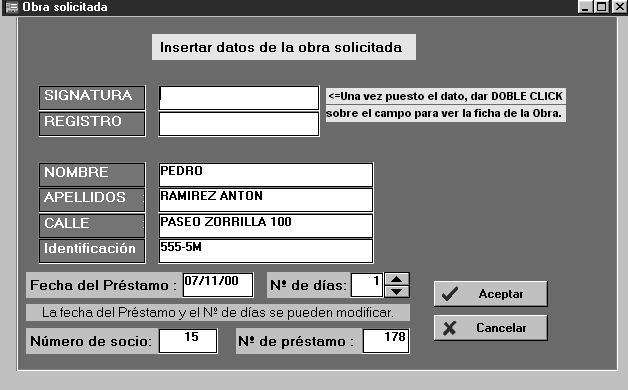 Obra solicitada
Insertar datos de la obra solicitada
SIGNATURA
<=Una vez puesto el dato, dar DOBLE CLICK
REGISTRO
sobre el campo para ver la ficha de la Obra.
NOMBRE PEDRO
APELLIDOS RAMIREZ ANTON
CALLE PASEO ZORRILLA 100
Identificación 555-5M
Fecha del Préstamo : 07/11/00 Nº de días: 1
Aceptar
La fecha del Préstamo y el Nº de días se pueden modificar.
Cancelar
Número de socio: 15 Nº de préstamo : 178